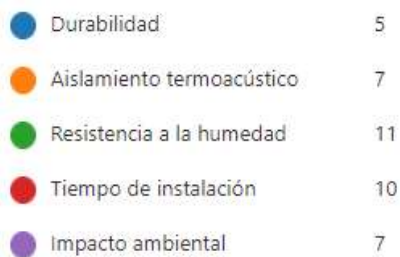 Durabilidad 5
Aislamiento termoacústico 7
Resistencia a la humedad 11
Tiempo de instalación 10
Impacto ambiental 7